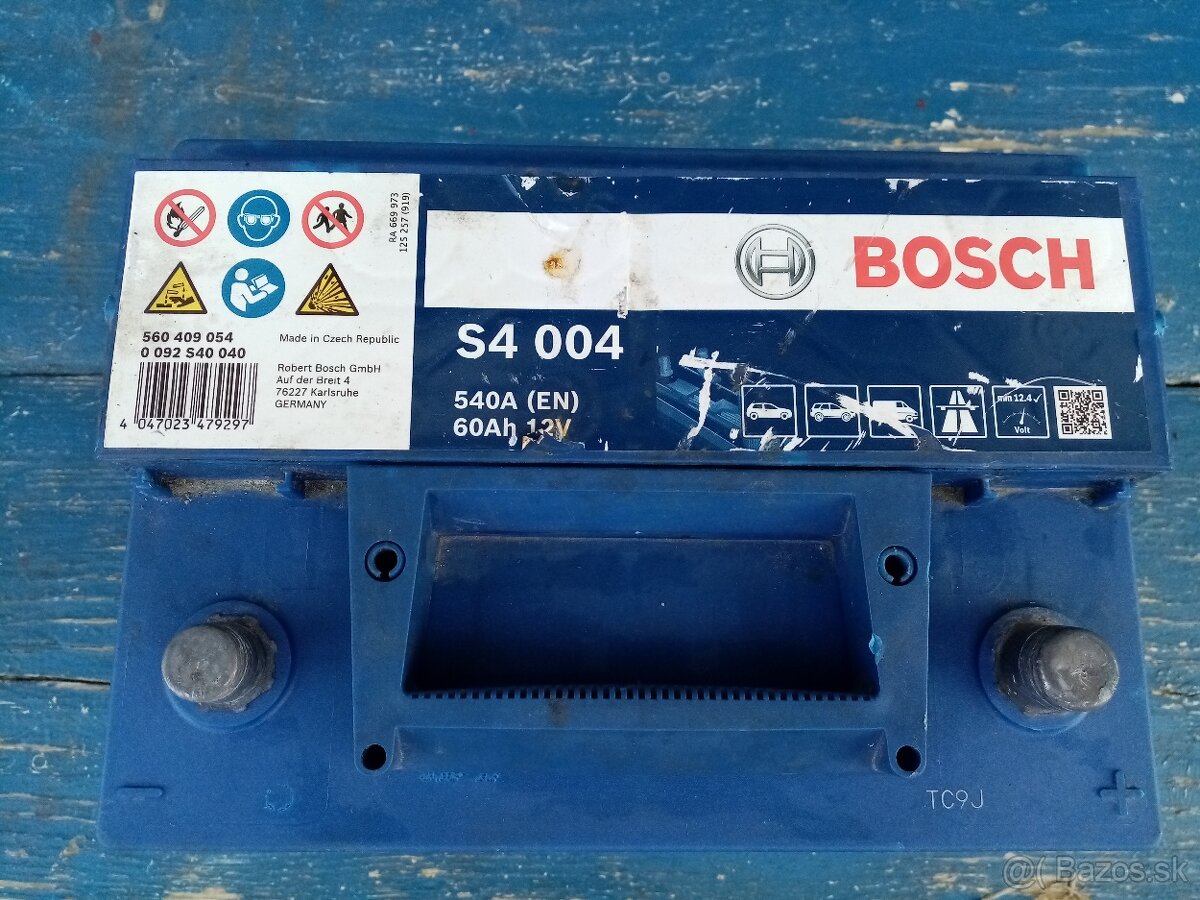 RA 669 973
125 257 (919)
560 409 054
0 092 S40 040
Made in Czech Republic
Robert Bosch GmbH
Auf der Breit 4
76227 Karlsruhe
GERMANY
4 047023 479297
BOSCH
S4 004
540A (EN)
60Ah 12V
min 12.4 ✓
Volt
−
+
TC9J
@( Bazos.sk